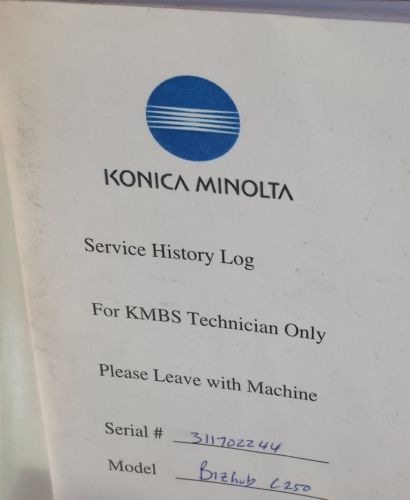 KONICA MINOLTA
Service History Log
For KMBS Technician Only
Please Leave with Machine
Serial # 311702244
Model Bizhub C250